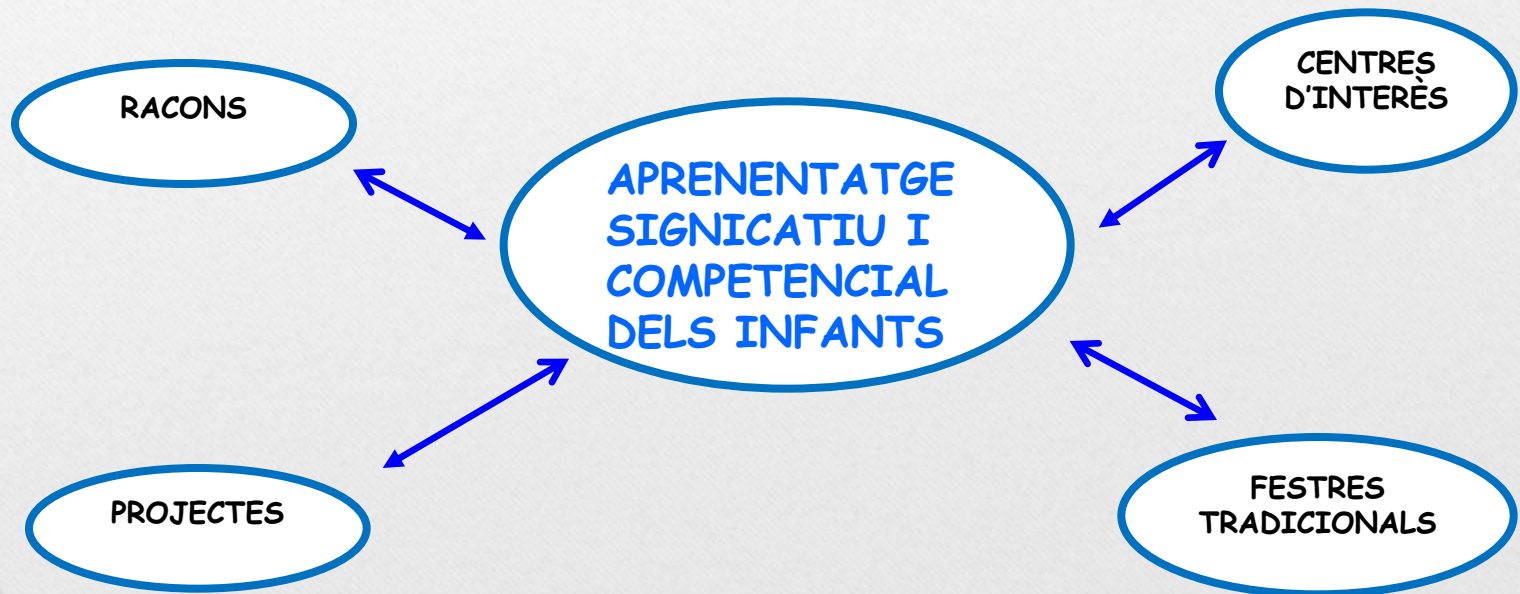 RACONS
CENTRES
D'INTERÈS
APRENENTATGE
SIGNICATIU I
COMPETENCIAL
DELS INFANTS
PROJECTES
FESTRES
TRADICIONALS